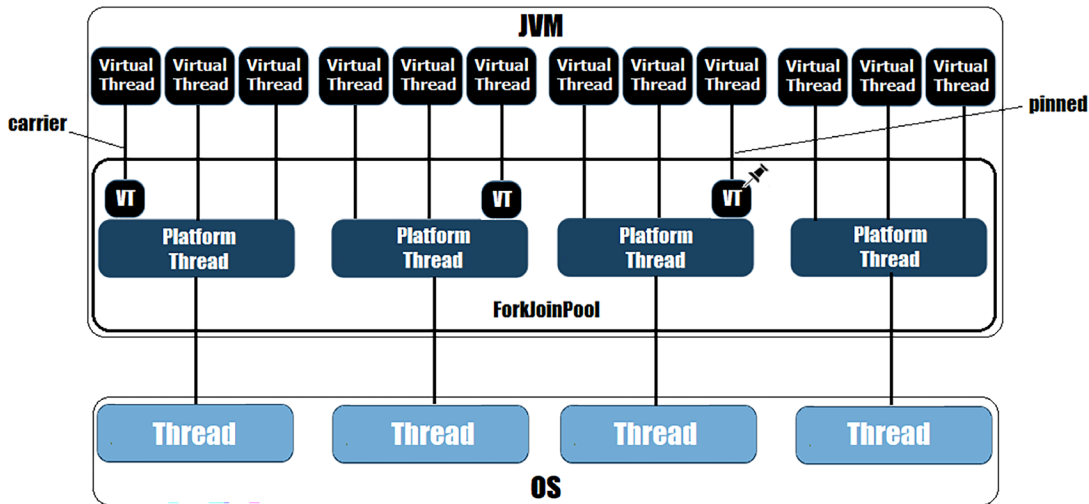 JVM
Virtual Thread
Virtual Thread
Virtual Thread
Virtual Thread
Virtual Thread
Virtual Thread
Virtual Thread
Virtual Thread
Virtual Thread
Virtual Thread
Virtual Thread
Virtual Thread
carrier
pinned
VT
VT
VT
Platform
Thread
Platform
Thread
Platform
Thread
Platform
Thread
ForkJoinPool
Thread
Thread
Thread
Thread
OS